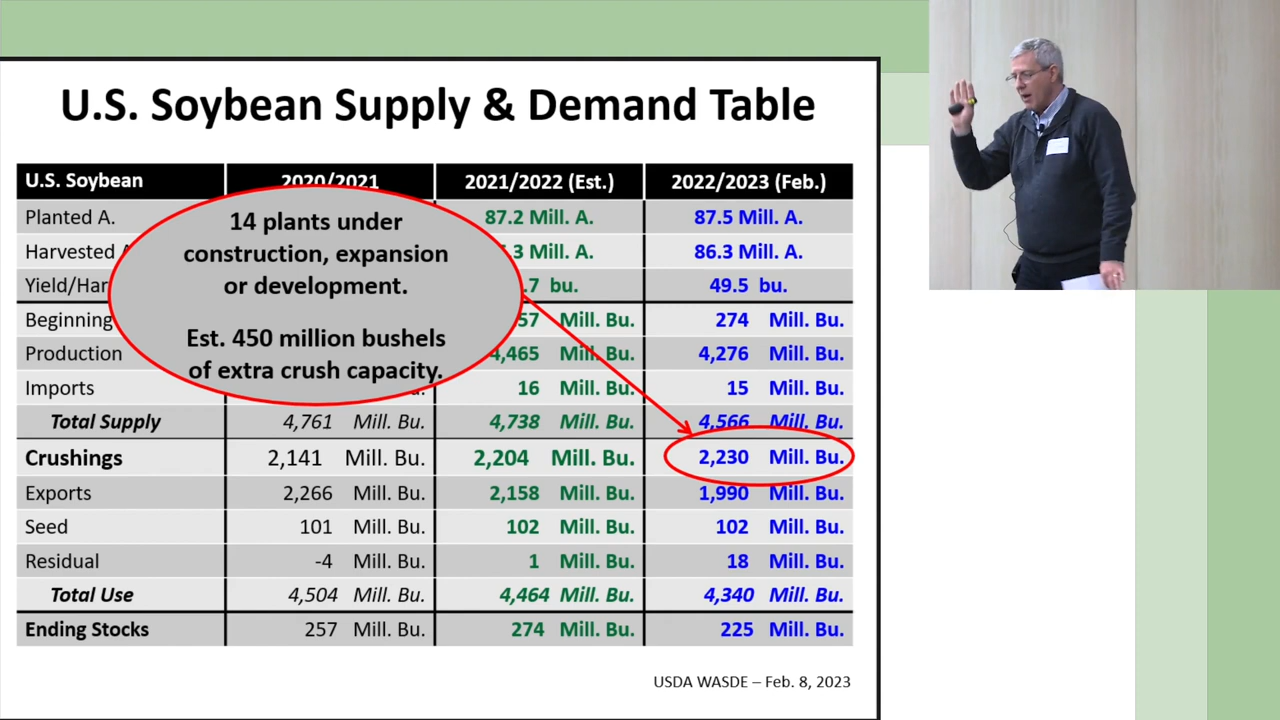 U.S. Soybean Supply & Demand Table
U.S. Soybean 2020/2021 2021/2022 (Est.) 2022/2023 (Feb.)
Planted A. 87.2 Mill. A. 87.5 Mill. A.
Harvested .3 Mill. A. 86.3 Mill. A.
Yield/Har .7 bu. 49.5 bu.
Beginning 57 Mill. Bu. 274 Mill. Bu.
Production 4,465 Mill. Bu. 4,276 Mill. Bu.
Imports 16 Mill. Bu. 15 Mill. Bu.
Total Supply 4,761 Mill. Bu. 4,738 Mill. Bu. 4,566 Mill. Bu.
Crushings 2,141 Mill. Bu. 2,204 Mill. Bu. 2,230 Mill. Bu.
Exports 2,266 Mill. Bu. 2,158 Mill. Bu. 1,990 Mill. Bu.
Seed 101 Mill. Bu. 102 Mill. Bu. 102 Mill. Bu.
Residual -4 Mill. Bu. 1 Mill. Bu. 18 Mill. Bu.
Total Use 4,504 Mill. Bu. 4,464 Mill. Bu. 4,340 Mill. Bu.
Ending Stocks 257 Mill. Bu. 274 Mill. Bu. 225 Mill. Bu.
14 plants under
construction, expansion
or development.
Est. 450 million bushels
of extra crush capacity.
USDA WASDE – Feb. 8, 2023